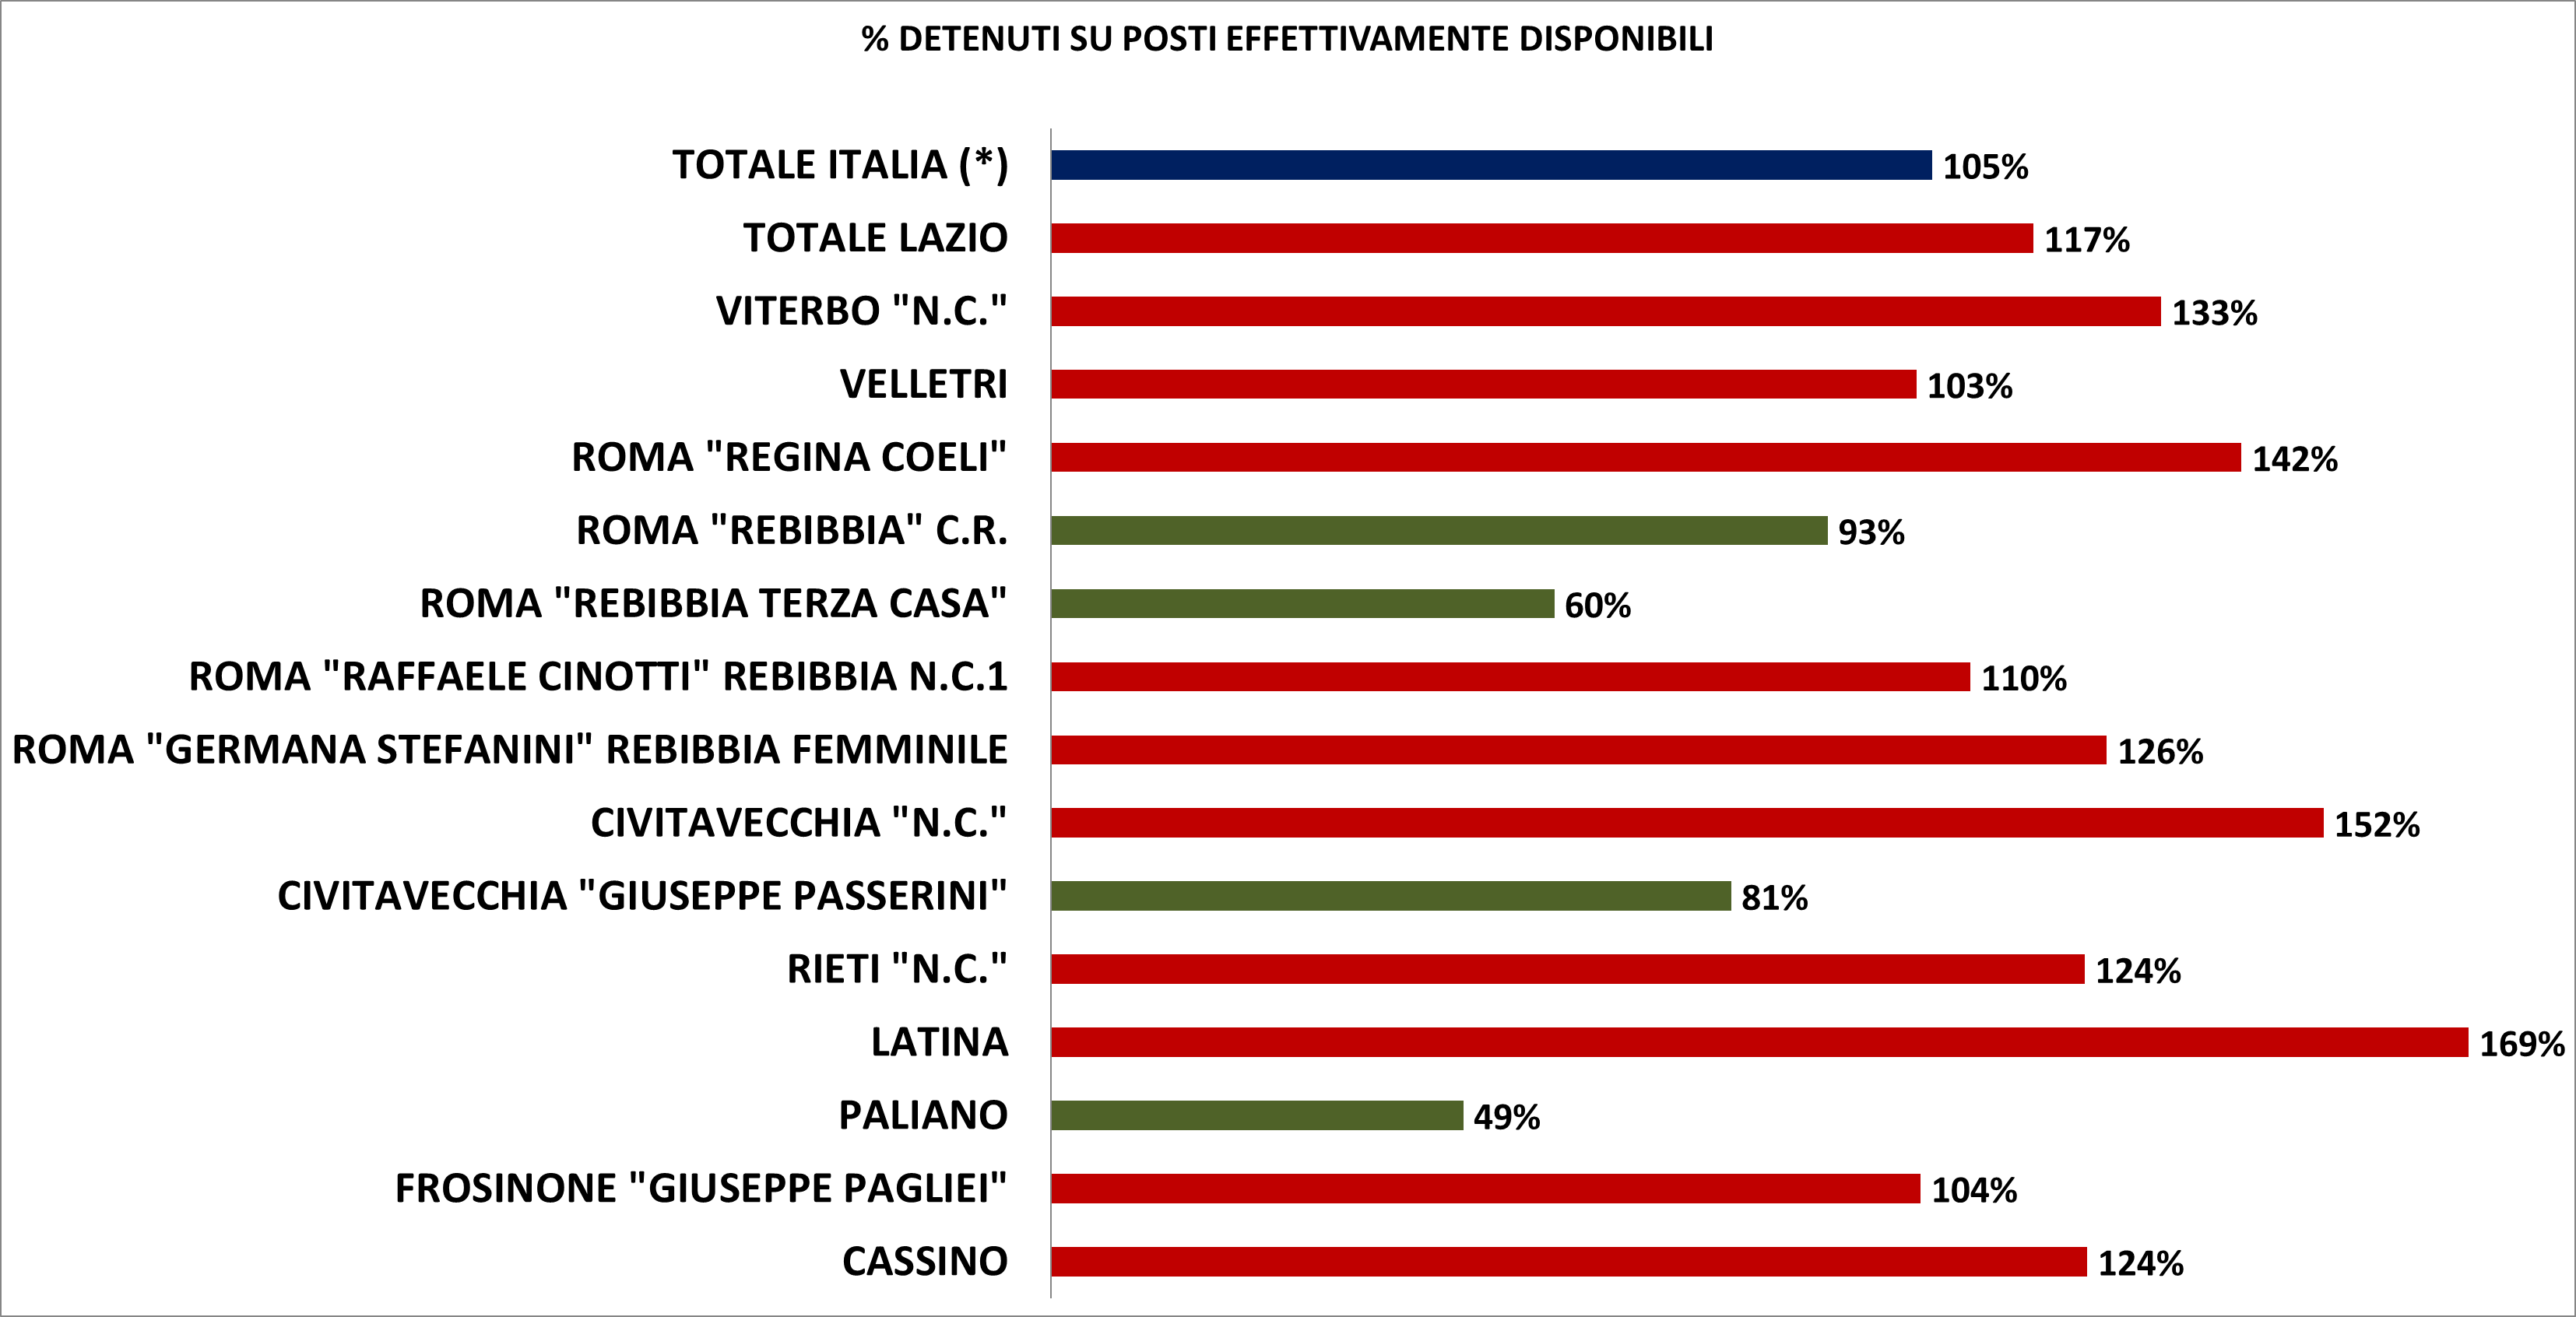 % DETENUTI SU POSTI EFFETTIVAMENTE DISPONIBILI
TOTALE ITALIA (*) 105%
TOTALE LAZIO 117%
VITERBO "N.C." 133%
VELLETRI 103%
ROMA "REGINA COELI" 142%
ROMA "REBIBBIA" C.R. 93%
ROMA "REBIBBIA TERZA CASA" 60%
ROMA "RAFFAELE CINOTTI" REBIBBIA N.C.1 110%
ROMA "GERMANA STEFANINI" REBIBBIA FEMMINILE 126%
CIVITAVECCHIA "N.C." 152%
CIVITAVECCHIA "GIUSEPPE PASSERINI" 81%
RIETI "N.C." 124%
LATINA 169%
PALIANO 49%
FROSINONE "GIUSEPPE PAGLIEI" 104%
CASSINO 124%